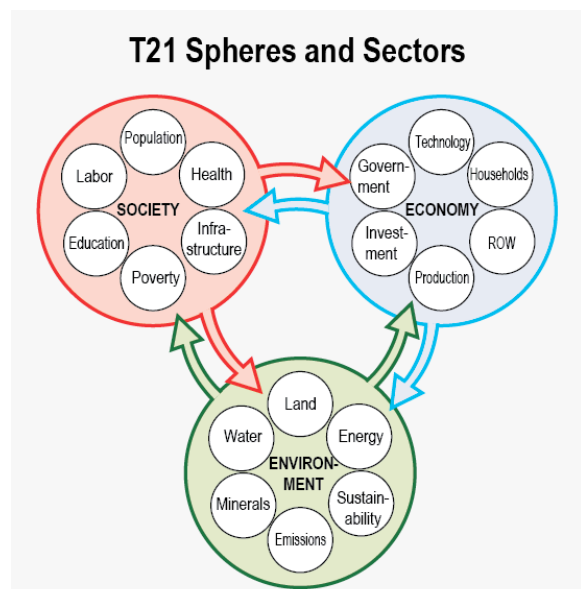 T21 Spheres and Sectors
Population
Labor
Health
SOCIETY
Education
Infra-
structure
Poverty
Technology
Govern-
ment
Households
ECONOMY
Invest-
ment
ROW
Production
Land
Water
Energy
ENVIRON-
MENT
Minerals
Sustain-
ability
Emissions